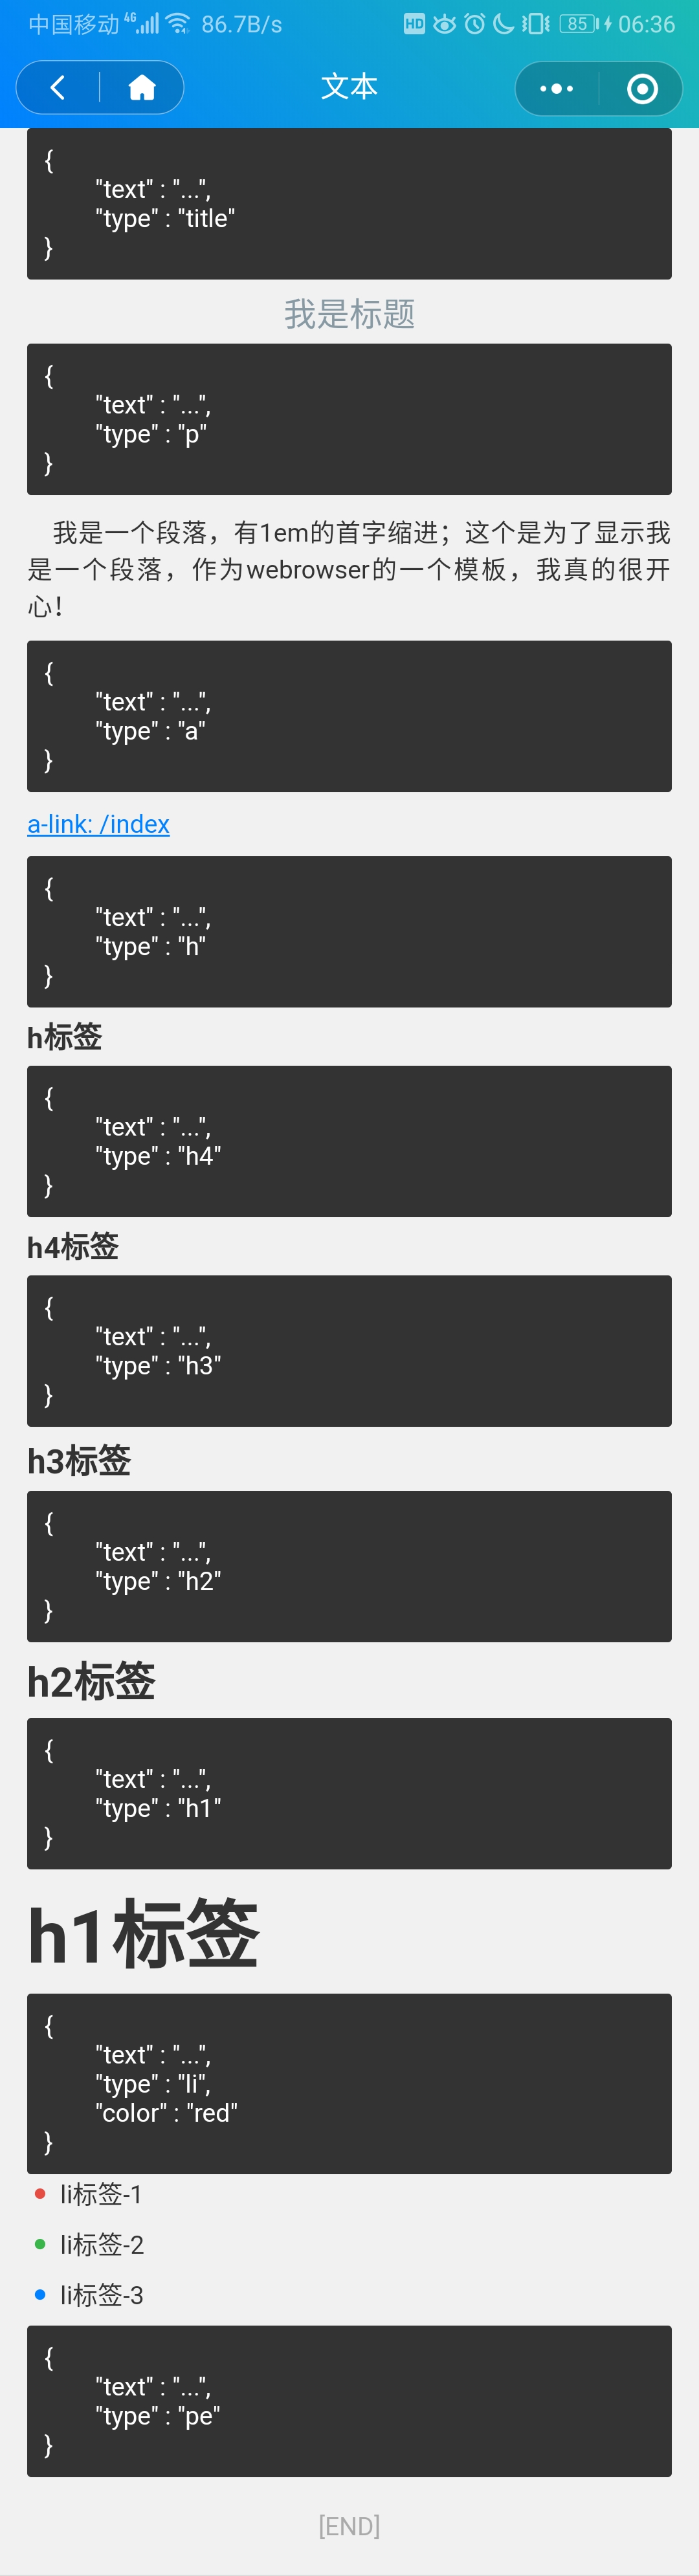 中国移动 4G 86.7B/s HD 85 06:36
文本
{
"text" : "...",
"type" : "title"
}
我是标题
{
"text" : "...",
"type" : "p"
}
我是一个段落，有1em的首字缩进；这个是为了显示我
是一个段落，作为webrowser的一个模板，我真的很开
心！
{
"text" : "...",
"type" : "a"
}
a-link: /index
{
"text" : "...",
"type" : "h"
}
h标签
{
"text" : "...",
"type" : "h4"
}
h4标签
{
"text" : "...",
"type" : "h3"
}
h3标签
{
"text" : "...",
"type" : "h2"
}
h2标签
{
"text" : "...",
"type" : "h1"
}
h1标签
{
"text" : "...",
"type" : "li",
"color" : "red"
}
li标签-1
li标签-2
li标签-3
{
"text" : "...",
"type" : "pe"
}
[END]